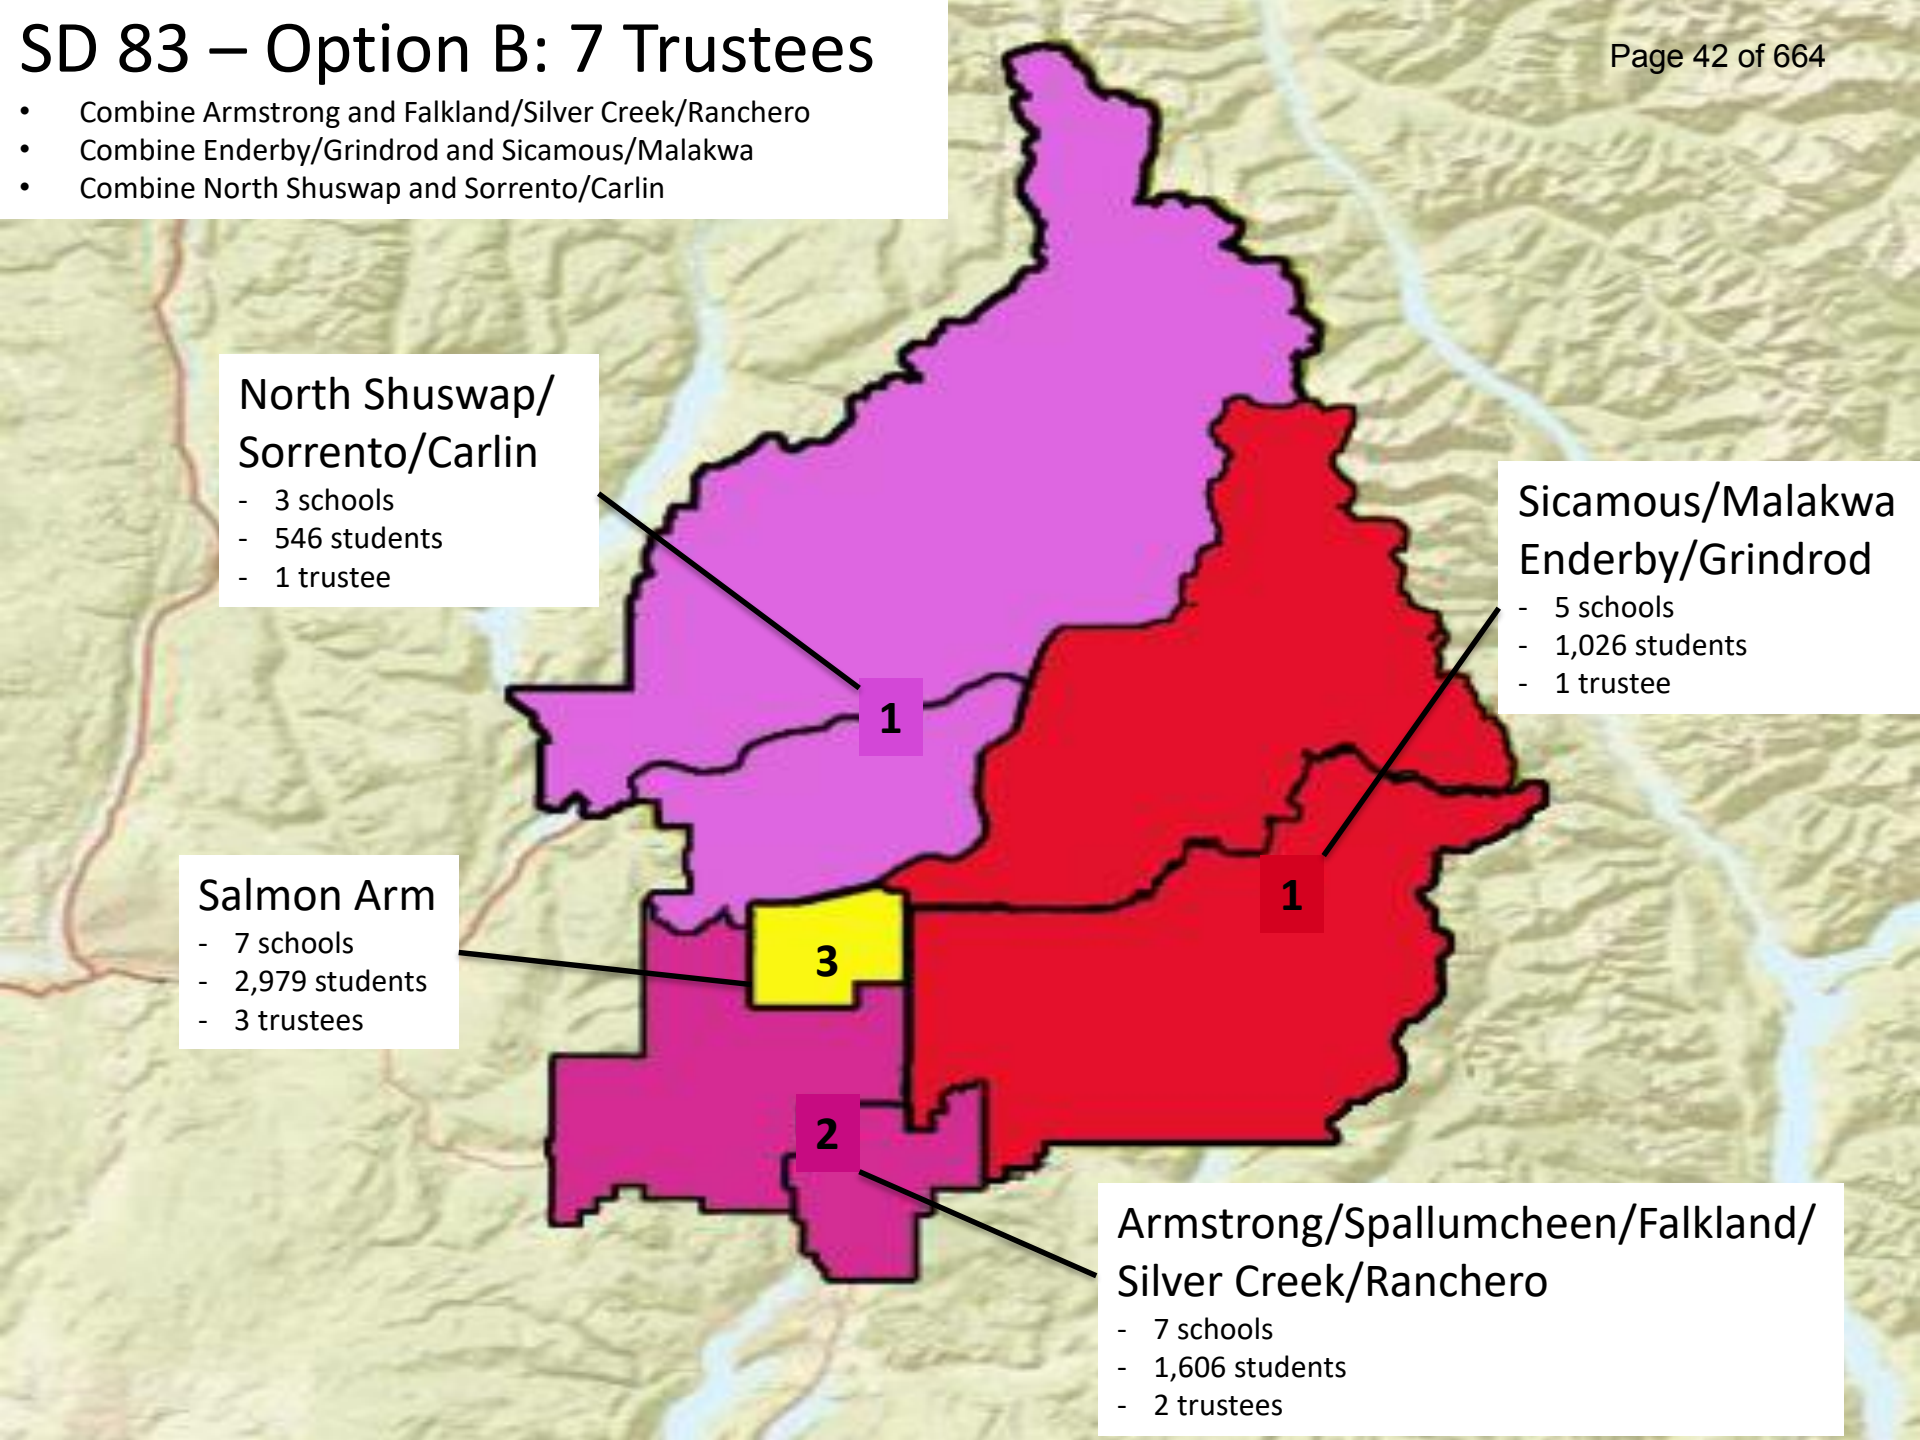 SD 83 – Option B: 7 Trustees
Page 42 of 664
• Combine Armstrong and Falkland/Silver Creek/Ranchero
• Combine Enderby/Grindrod and Sicamous/Malakwa
• Combine North Shuswap and Sorrento/Carlin
North Shuswap/
Sorrento/Carlin
- 3 schools
- 546 students
- 1 trustee
Sicamous/Malakwa
Enderby/Grindrod
- 5 schools
- 1,026 students
- 1 trustee
1
1
Salmon Arm
- 7 schools
- 2,979 students
- 3 trustees
3
2
Armstrong/Spallumcheen/Falkland/
Silver Creek/Ranchero
- 7 schools
- 1,606 students
- 2 trustees